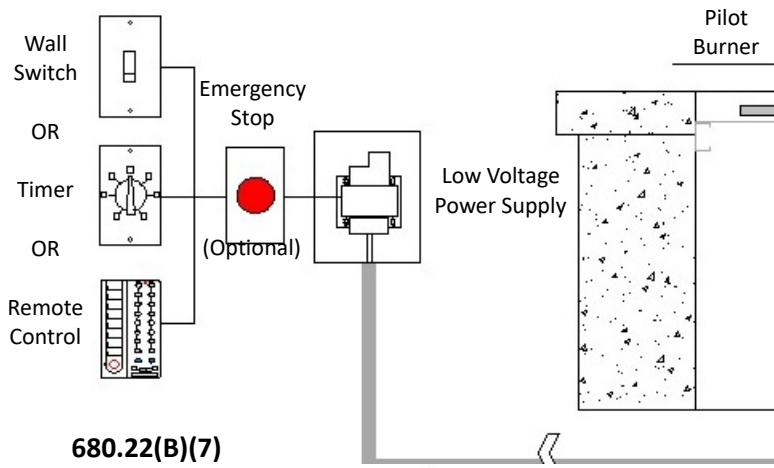 Wall
Switch
OR
Timer
OR
Remote
Control
Emergency
Stop
(Optional)
Low Voltage
Power Supply
Pilot
Burner
680.22(B)(7)